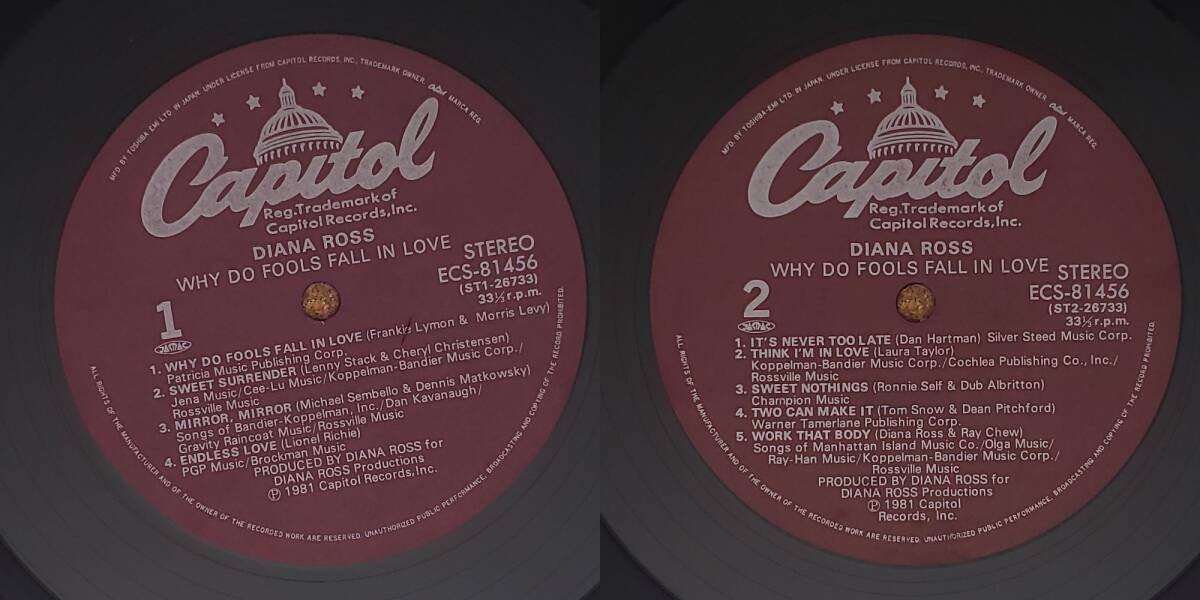 MFD. BY TOSHIBA-EMI LTD. IN JAPAN. UNDER LICENSE FROM CAPITOL RECORDS, INC., TRADEMARK OWNER. MARCA REG.
Capitol
Reg.Trademark of
Capitol Records,Inc.
DIANA ROSS
WHY DO FOOLS FALL IN LOVE
STEREO
ECS-81456
(ST1-26733)
33⅓ r.p.m.
1
JASRAC
1. WHY DO FOOLS FALL IN LOVE (Frankie Lymon & Morris Levy)
Patricia Music Publishing Corp.
2. SWEET SURRENDER (Lenny Stack & Cheryl Christensen)
Jena Music/Cee-Lu Music/Koppelman-Bandier Music Corp./
Rossville Music
3. MIRROR, MIRROR (Michael Sembello & Dennis Matkowsky)
Songs of Bandier-Koppelman, Inc./Dan Kavanaugh/
Gravity Raincoat Music/Rossville Music
4. ENDLESS LOVE (Lionel Richie)
PGP Music/Brockman Music
PRODUCED BY DIANA ROSS for
DIANA ROSS Productions
℗ 1981 Capitol Records,Inc.
ALL RIGHTS OF THE MANUFACTURER AND OF THE OWNER OF THE RECORDED WORK ARE RESERVED. UNAUTHORIZED PUBLIC PERFORMANCE, BROADCASTING AND COPYING OF THE RECORD PROHIBITED.
MFD. BY TOSHIBA-EMI LTD. IN JAPAN. UNDER LICENSE FROM CAPITOL RECORDS, INC., TRADEMARK OWNER. MARCA REG.
Capitol
Reg.Trademark of
Capitol Records,Inc.
DIANA ROSS
WHY DO FOOLS FALL IN LOVE
STEREO
ECS-81456
(ST2-26733)
33⅓ r.p.m.
2
JASRAC
1. IT'S NEVER TOO LATE (Dan Hartman) Silver Steed Music Corp.
2. THINK I'M IN LOVE (Laura Taylor)
Koppelman-Bandier Music Corp./Cochlea Publishing Co., Inc./
Rossville Music
3. SWEET NOTHINGS (Ronnie Self & Dub Albritton)
Champion Music
4. TWO CAN MAKE IT (Tom Snow & Dean Pitchford)
Warner Tamerlane Publishing Corp.
5. WORK THAT BODY (Diana Ross & Ray Chew)
Songs of Manhattan Island Music Co./Olga Music/
Ray-Han Music/Koppelman-Bandier Music Corp./
Rossville Music
PRODUCED BY DIANA ROSS for
DIANA ROSS Productions
℗ 1981 Capitol
Records, Inc.
ALL RIGHTS OF THE MANUFACTURER AND OF THE OWNER OF THE RECORDED WORK ARE RESERVED. UNAUTHORIZED PUBLIC PERFORMANCE, BROADCASTING AND COPYING OF THE RECORD PROHIBITED.